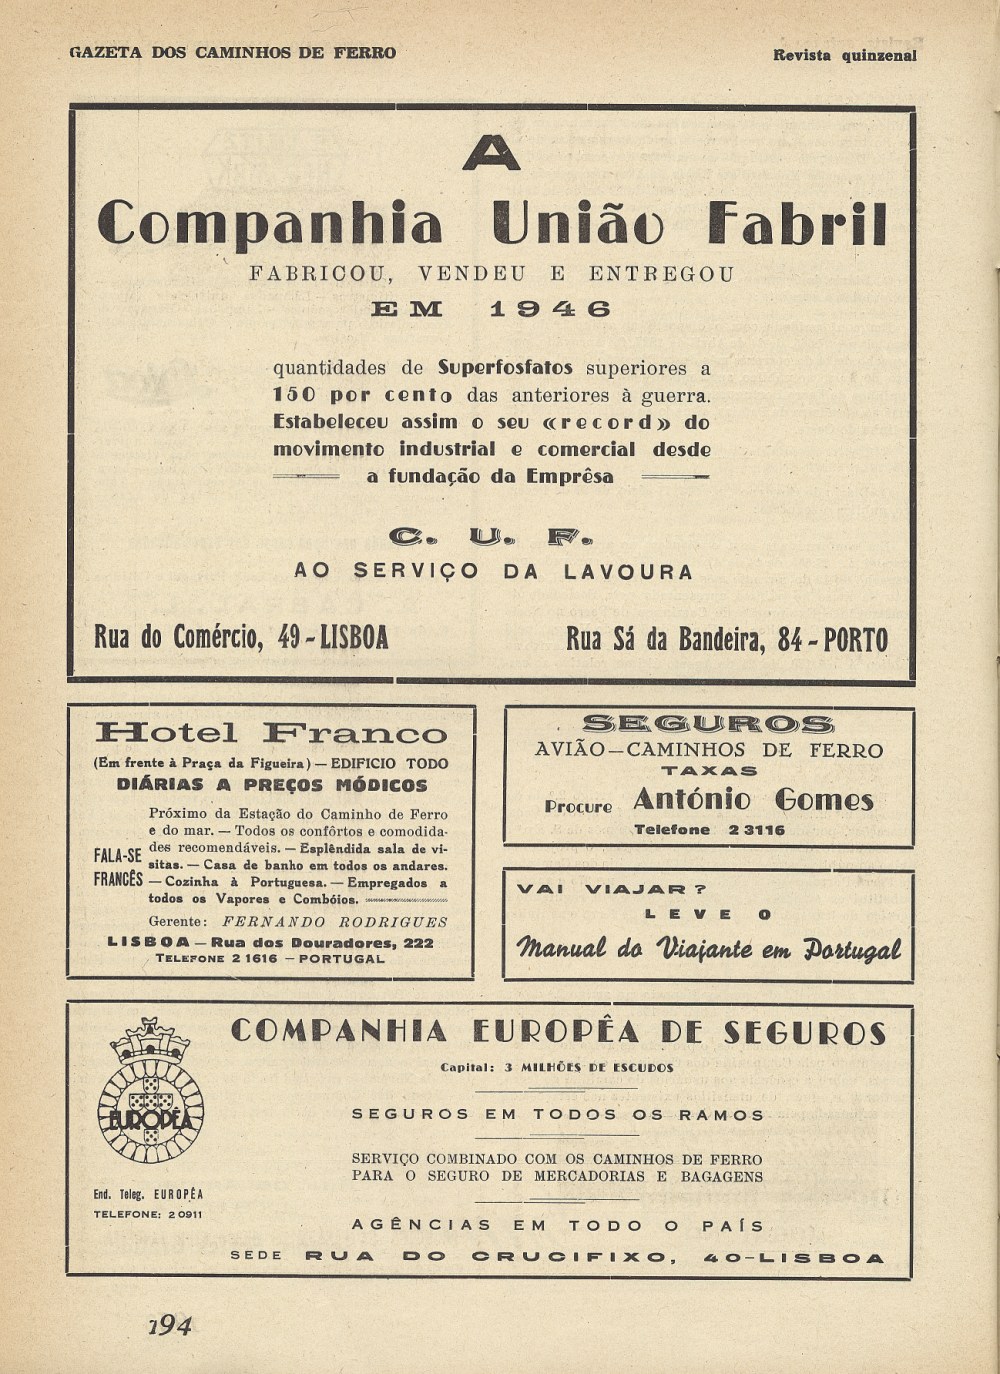 GAZETA DOS CAMINHOS DE FERRO
Revista quinzenal
A
Companhia União Fabril
FABRICOU, VENDEU E ENTREGOU
EM 1946
quantidades de Superfosfatos superiores a
150 por cento das anteriores à guerra.
Estabeleceu assim o seu «record» do
movimento industrial e comercial desde
a fundação da Emprêsa
C. U. F.
AO SERVIÇO DA LAVOURA
Rua do Comércio, 49-LISBOA
Rua Sá da Bandeira, 84-PORTO
Hotel Franco
(Em frente à Praça da Figueira) — EDIFICIO TODO
DIÁRIAS A PREÇOS MÓDICOS
Próximo da Estação do Caminho de Ferro
e do mar. — Todos os confôrtos e comodida-
des recomendáveis. — Esplêndida sala de vi-
sitas. — Casa de banho em todos os andares.
— Cozinha à Portuguesa. — Empregados a
todos os Vapores e Combóios.
FALA-SE
FRANCÊS
Gerente: FERNANDO RODRIGUES
LISBOA — Rua dos Douradores, 222
TELEFONE 2 1616 — PORTUGAL
SEGUROS
AVIÃO—CAMINHOS DE FERRO
TAXAS
Procure António Gomes
Telefone 2 3116
VAI VIAJAR?
LEVE O
Manual do Viajante em Portugal
COMPANHIA EUROPÊA DE SEGUROS
Capital: 3 MILHÕES DE ESCUDOS
SEGUROS EM TODOS OS RAMOS
SERVIÇO COMBINADO COM OS CAMINHOS DE FERRO
PARA O SEGURO DE MERCADORIAS E BAGAGENS
AGÊNCIAS EM TODO O PAÍS
SEDE RUA DO CRUCIFIXO, 40-LISBOA
EUROPÊA
End. Teleg. EUROPÊA
TELEFONE: 2 0911
194